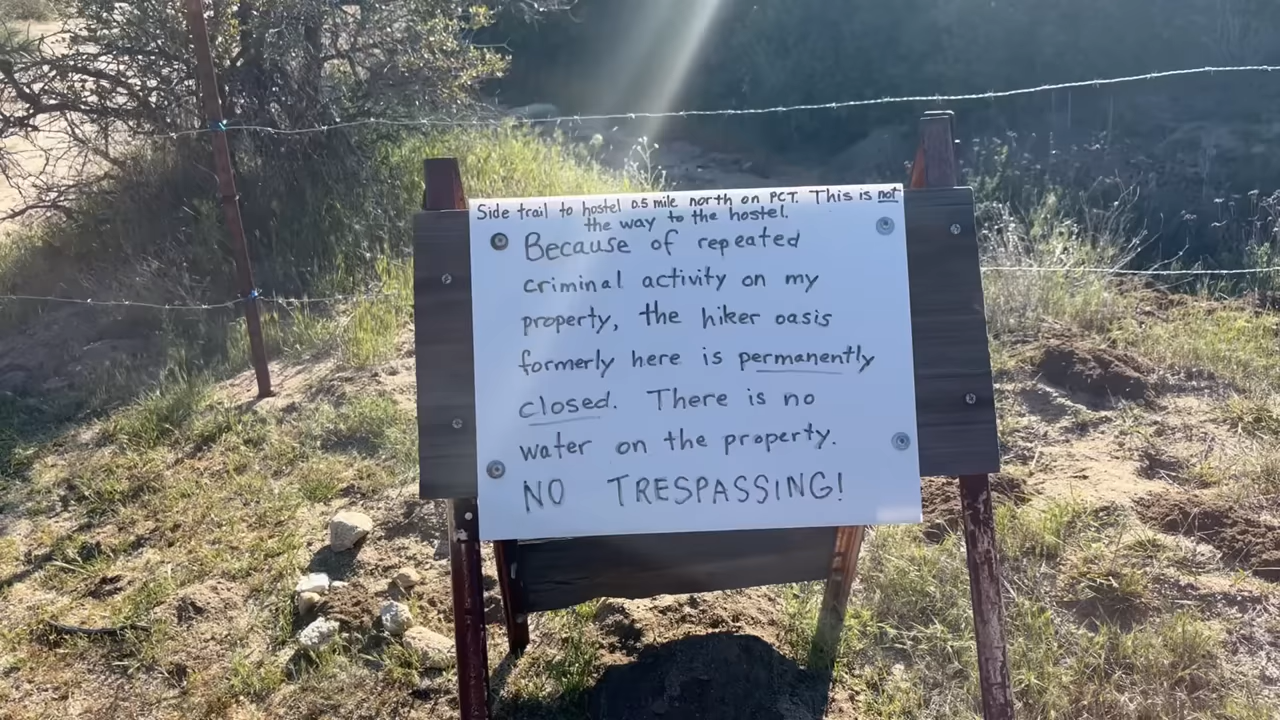 Side trail to hostel 0.5 mile north on PCT. This is not
the way to the hostel.
Because of repeated
criminal activity on my
property, the hiker oasis
formerly here is permanently
closed. There is no
water on the property.
NO TRESPASSING!